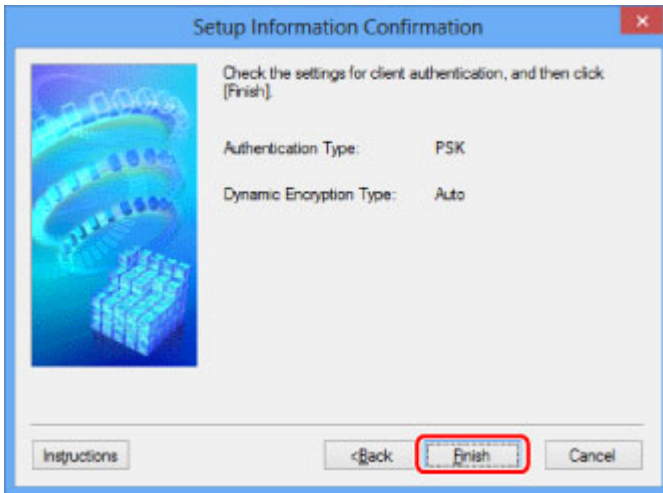 Setup Information Confirmation
Check the settings for client authentication, and then click
[Finish].
Authentication Type: PSK
Dynamic Encryption Type: Auto
Instructions <Back Finish Cancel